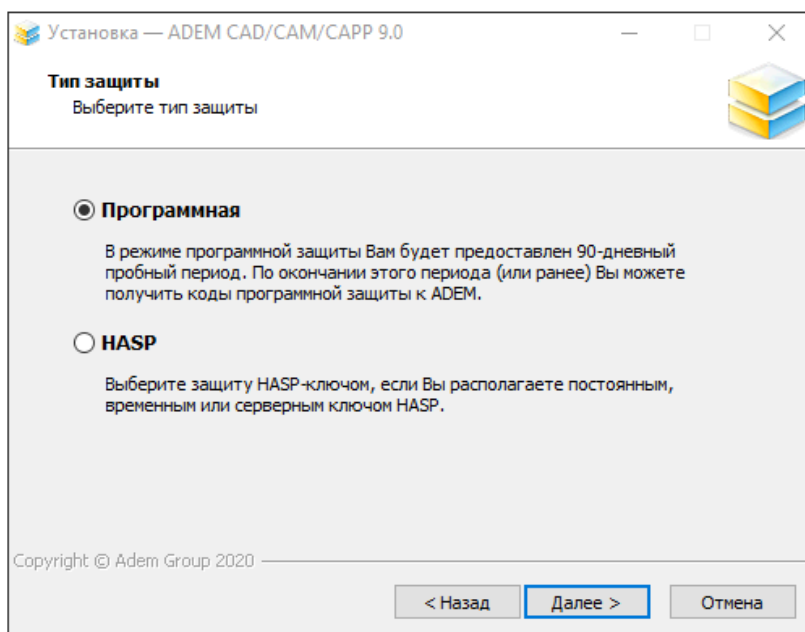 Установка — ADEM CAD/CAM/CAPP 9.0
Тип защиты
Выберите тип защиты
Программная
В режиме программной защиты Вам будет предоставлен 90-дневный
пробный период. По окончании этого периода (или ранее) Вы можете
получить коды программной защиты к ADEM.
HASP
Выберите защиту HASP-ключом, если Вы располагаете постоянным,
временным или серверным ключом HASP.
Copyright © Adem Group 2020
< Назад
Далее >
Отмена